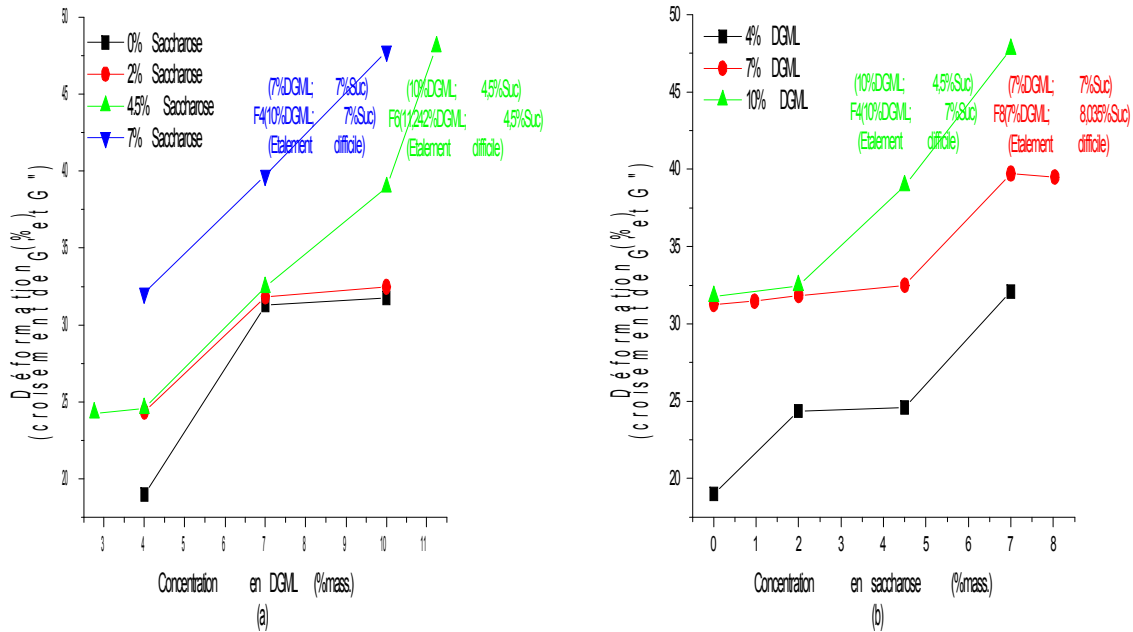 50
45
40
35
30
25
20
0% Saccharose
2% Saccharose
4.5% Saccharose
7% Saccharose
(7%DGML; 7%Suc)
F4(10%DGML; 7%Suc)
(Etalement difficile)
(10%DGML; 4,5%Suc)
F6(11,242%DGML; 4,5%Suc)
(Etalement difficile)
Déformation (%)
(croisement de G' et G")
3 4 5 6 7 8 9 10 11
Concentration en DGML (%mass.)
(a)
50
45
40
35
30
25
20
4% DGML
7% DGML
10% DGML
(10%DGML; 4,5%Suc)
F4(10%DGML; 7%Suc)
(Etalement difficile)
(7%DGML; 7%Suc)
F8(7%DGML; 8,035%Suc)
(Etalement difficile)
Déformation (%)
(croisement de G' et G")
0 1 2 3 4 5 6 7 8
Concentration en saccharose (%mass.)
(b)